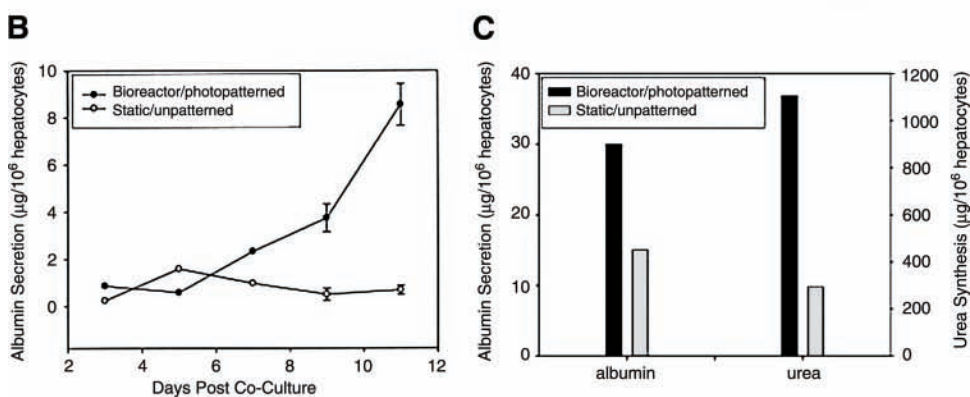 B
Albumin Secretion (μg/10⁶ hepatocytes)
10
8
6
4
2
0
Bioreactor/photopatterned
Static/unpatterned
2 4 6 8 10 12
Days Post Co-Culture
C
Albumin Secretion (μg/10⁶ hepatocytes)
40
30
20
10
0
Bioreactor/photopatterned
Static/unpatterned
albumin urea
1200
1000
800
600
400
200
0
Urea Synthesis (μg/10⁶ hepatocytes)